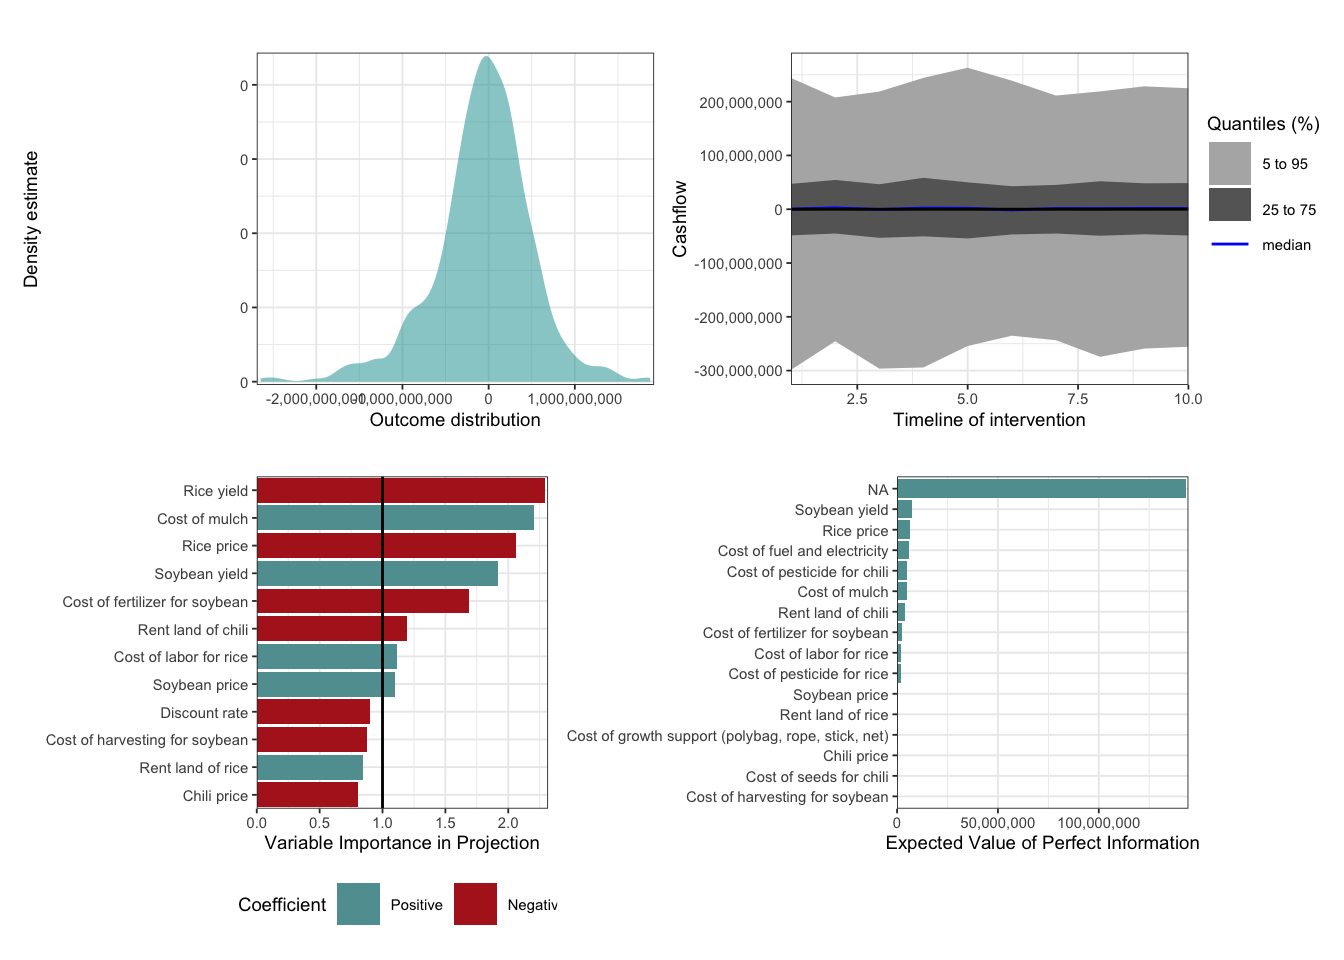 Density estimate
0
0
0
0
0
-2,000,000,000
-1,000,000,000
0
1,000,000,000
Outcome distribution
Cashflow
200,000,000
100,000,000
0
-100,000,000
-200,000,000
-300,000,000
2.5
5.0
7.5
10.0
Timeline of intervention
Quantiles (%)
5 to 95
25 to 75
median
Rice yield
Cost of mulch
Rice price
Soybean yield
Cost of fertilizer for soybean
Rent land of chili
Cost of labor for rice
Soybean price
Discount rate
Cost of harvesting for soybean
Rent land of rice
Chili price
0.0
0.5
1.0
1.5
2.0
Variable Importance in Projection
Coefficient
Positive
Negativ
NA
Soybean yield
Rice price
Cost of fuel and electricity
Cost of pesticide for chili
Cost of mulch
Rent land of chili
Cost of fertilizer for soybean
Cost of labor for rice
Cost of pesticide for rice
Soybean price
Rent land of rice
Cost of growth support (polybag, rope, stick, net)
Chili price
Cost of seeds for chili
Cost of harvesting for soybean
0
50,000,000
100,000,000
Expected Value of Perfect Information